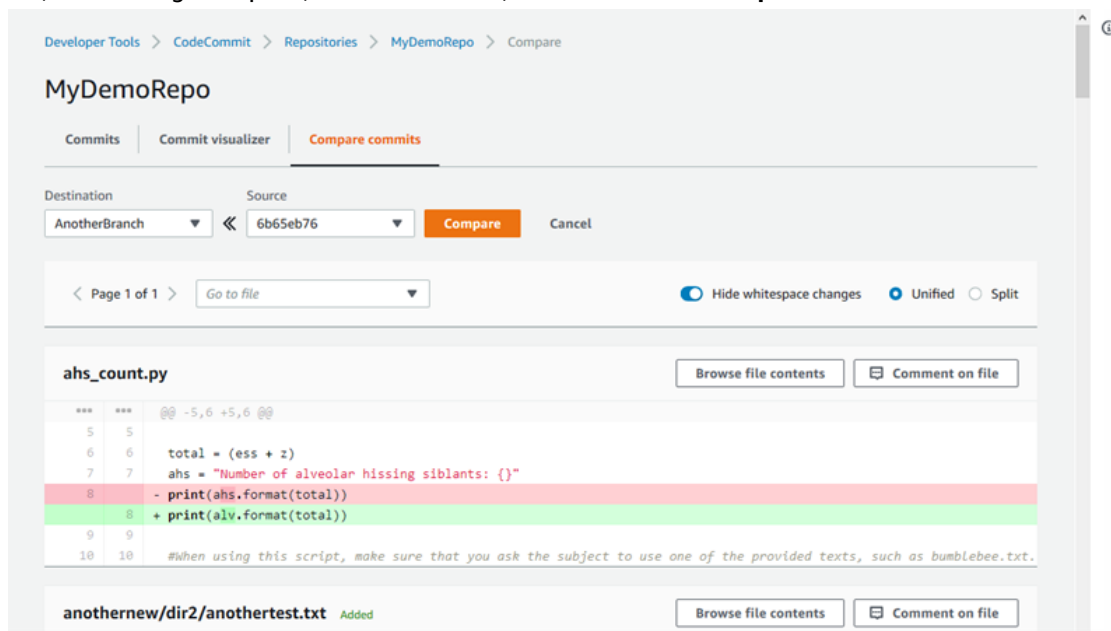 Developer Tools > CodeCommit > Repositories > MyDemoRepo > Compare
MyDemoRepo
Commits Commit visualizer Compare commits
Destination Source
AnotherBranch 6b65eb76 Compare Cancel
< Page 1 of 1 > Go to file Hide whitespace changes Unified Split
ahs_count.py Browse file contents Comment on file
@@ -5,6 +5,6 @@
5 5
6 6 total = (ess + z)
7 7 ahs = "Number of alveolar hissing siblants: {}"
8 - print(ahs.format(total))
8 + print(alv.format(total))
9 9
10 10 #When using this script, make sure that you ask the subject to use one of the provided texts, such as bumblebee.txt.
anothernew/dir2/anothertest.txt Added Browse file contents Comment on file